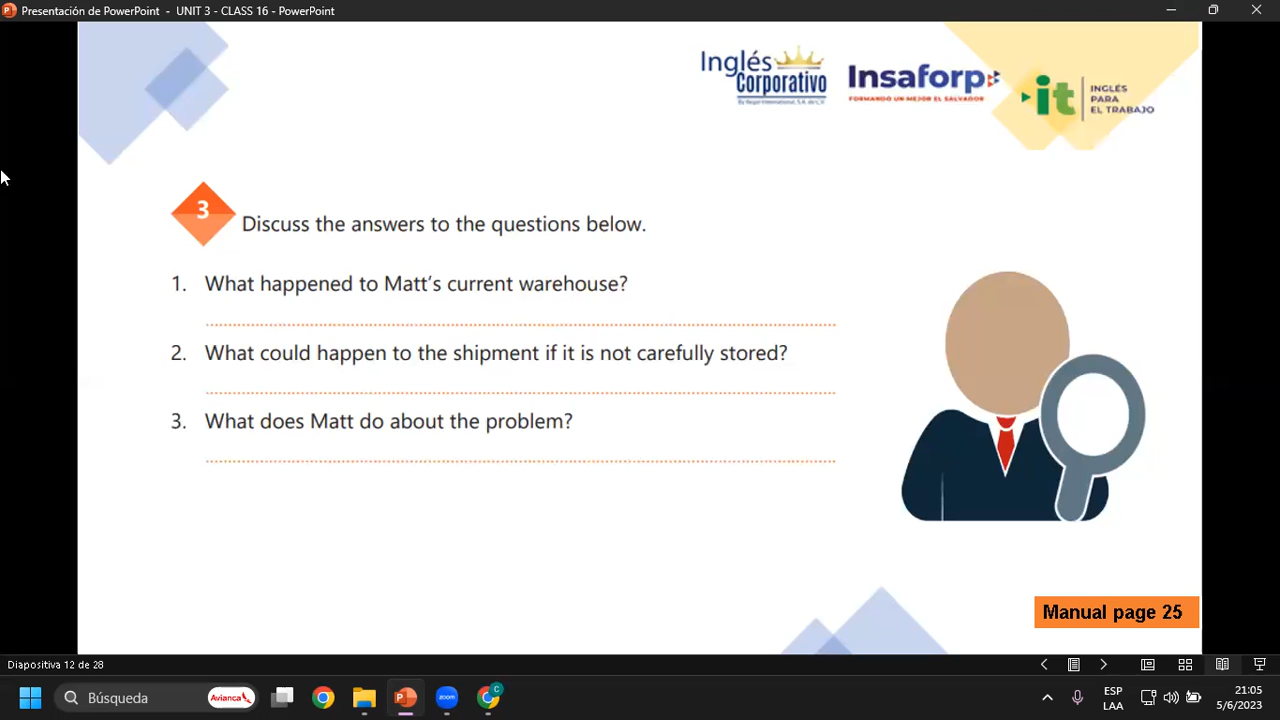 Presentación de PowerPoint - UNIT 3 - CLASS 16 - PowerPoint
Inglés
Corporativo
Insaforp
FORMANDO UN MEJOR EL SALVADOR
it
INGLÉS
PARA
EL TRABAJO
3
Discuss the answers to the questions below.
1. What happened to Matt's current warehouse?
2. What could happen to the shipment if it is not carefully stored?
3. What does Matt do about the problem?
Manual page 25
Diapositiva 12 de 28
Búsqueda
Avianca
zoom
C
ESP
LAA
21:05
5/6/2023